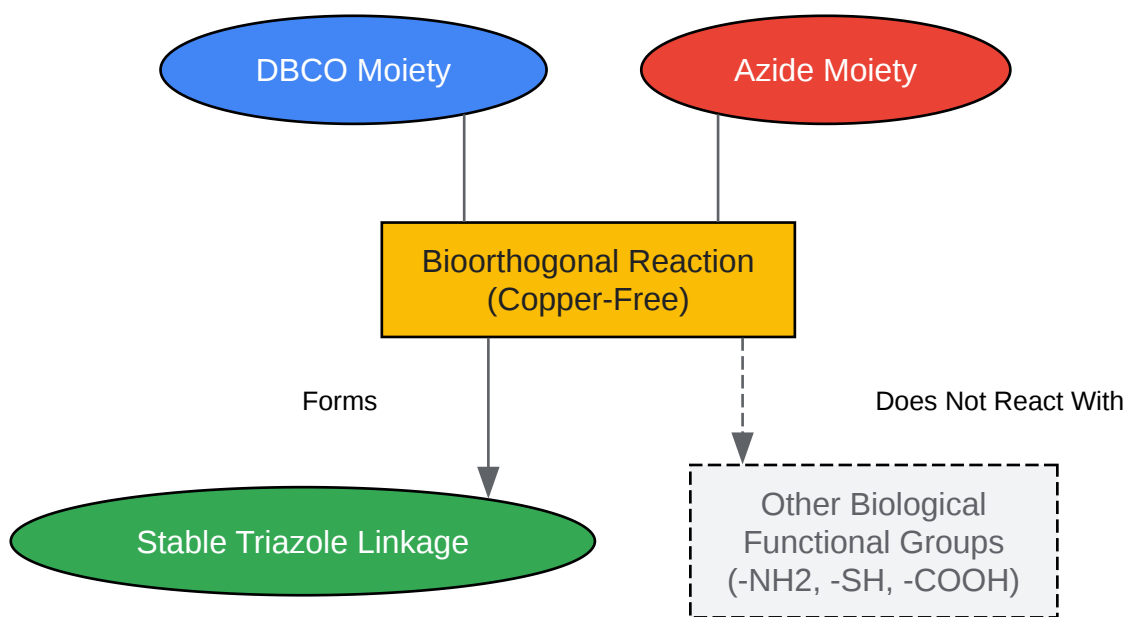 DBCO Moiety
Azide Moiety
Bioorthogonal Reaction
(Copper-Free)
Forms
Does Not React With
Stable Triazole Linkage
Other Biological
Functional Groups
(-NH2, -SH, -COOH)